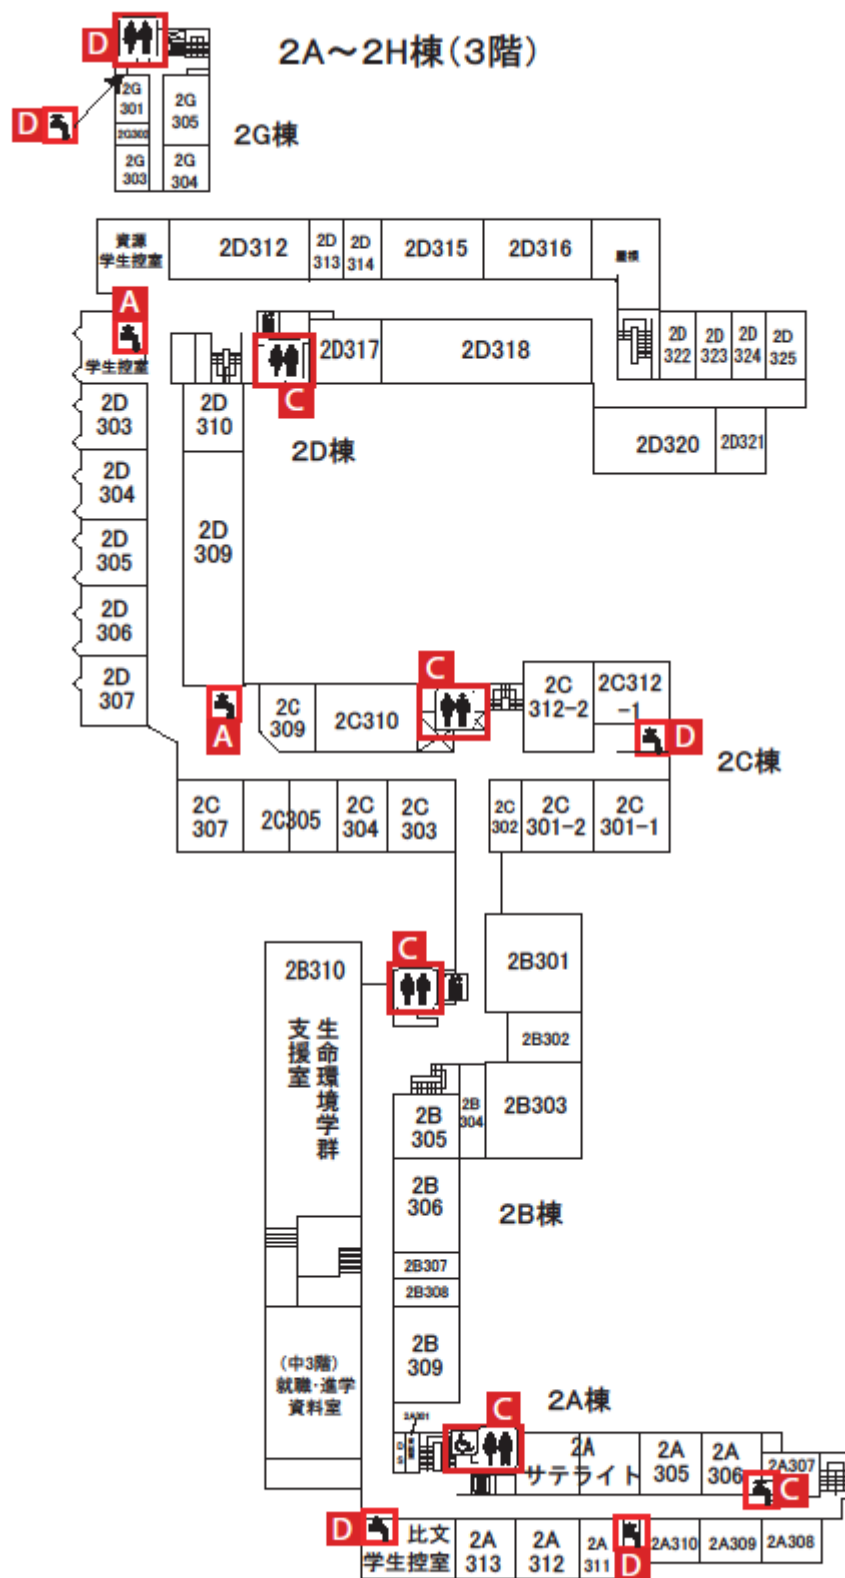 2A～2H棟(3階)
D
D
2G
301
2G
305
2G302
2G
303
2G
304
2G棟
資源
学生控室
2D312
2D
313
2D
314
2D315
2D316
屋根
A
学生控室
C
2D317
2D318
2D
322
2D
323
2D
324
2D
325
2D320
2D321
2D棟
2D
303
2D
310
2D
304
2D
309
2D
305
2D
306
2D
307
A
2C
309
2C310
C
2C
312-2
2C312
-1
D
2C棟
2C
307
2C305
2C
304
2C
303
2C
302
2C
301-2
2C
301-1
C
2B310
生命環境学群
支援室
2B301
2B302
2B303
2B
304
2B
305
2B
306
2B棟
2B307
2B308
2B
309
(中3階)
就職・進学
資料室
2A棟
2A301
DS
C
2A
サテライト
2A
305
2A
306
2A307
C
D
比文
学生控室
2A
313
2A
312
2A
311
D
2A310
2A309
2A308